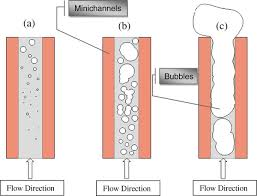 Minichannels
(a)
(b)
(c)
Bubbles
Flow Direction
Flow Direction
Flow Direction